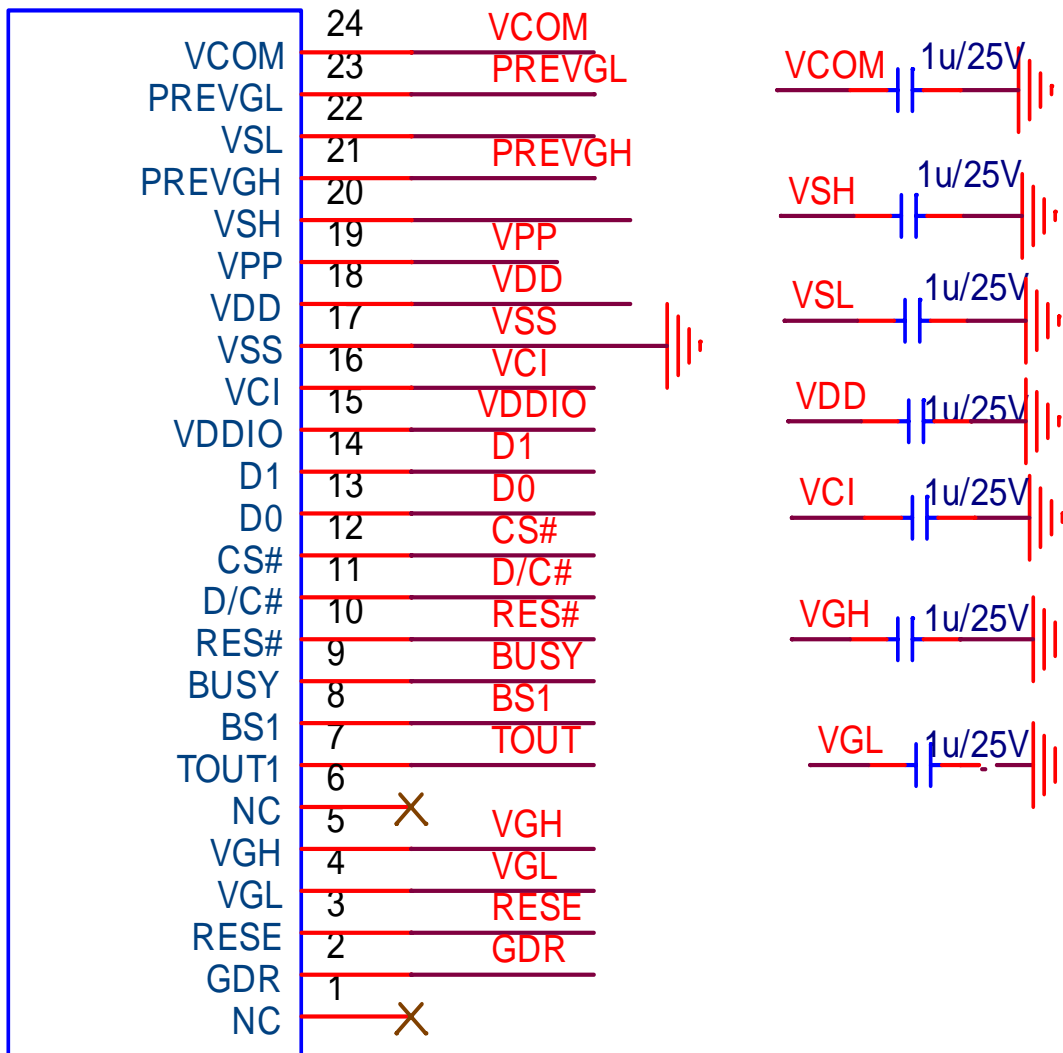 VCOM 24 VCOM
PREVGL 23 PREVGL
VSL 22
PREVGH 21 PREVGH
VSH 20
VPP 19 VPP
VDD 18 VDD
VSS 17 VSS
VCI 16 VCI
VDDIO 15 VDDIO
D1 14 D1
D0 13 D0
CS# 12 CS#
D/C# 11 D/C#
RES# 10 RES#
BUSY 9 BUSY
BS1 8 BS1
TOUT1 7 TOUT
NC 6
VGH 5 VGH
VGL 4 VGL
RESE 3 RESE
GDR 2 GDR
NC 1
VCOM 1u/25V
VSH 1u/25V
VSL 1u/25V
VDD 1u/25V
VCI 1u/25V
VGH 1u/25V
VGL 1u/25V